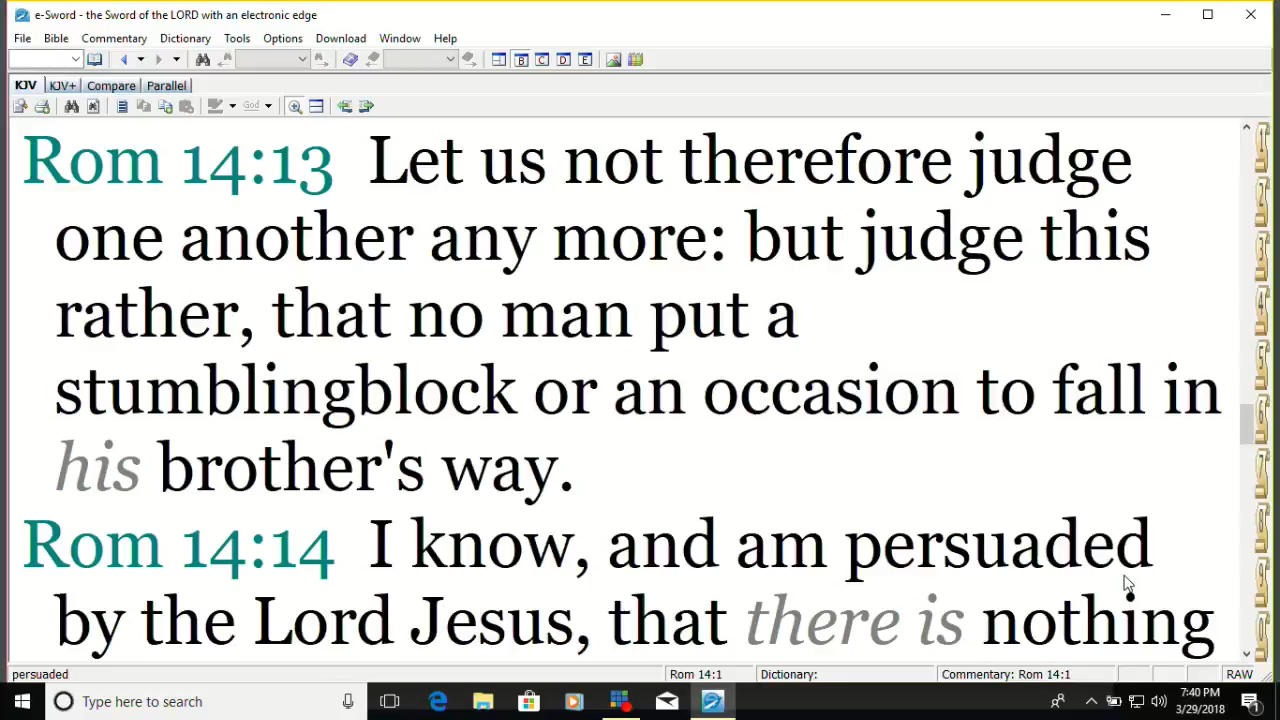 e-Sword - the Sword of the LORD with an electronic edge
File Bible Commentary Dictionary Tools Options Download Window Help
B C D E
KJV KJV+ Compare Parallel
God
Rom 14:13 Let us not therefore judge
one another any more: but judge this
rather, that no man put a
stumblingblock or an occasion to fall in
his brother's way.
Rom 14:14 I know, and am persuaded
by the Lord Jesus, that there is nothing
persuaded Rom 14:1 Dictionary: Commentary: Rom 14:1 RAW
Type here to search 7:40 PM
3/29/2018